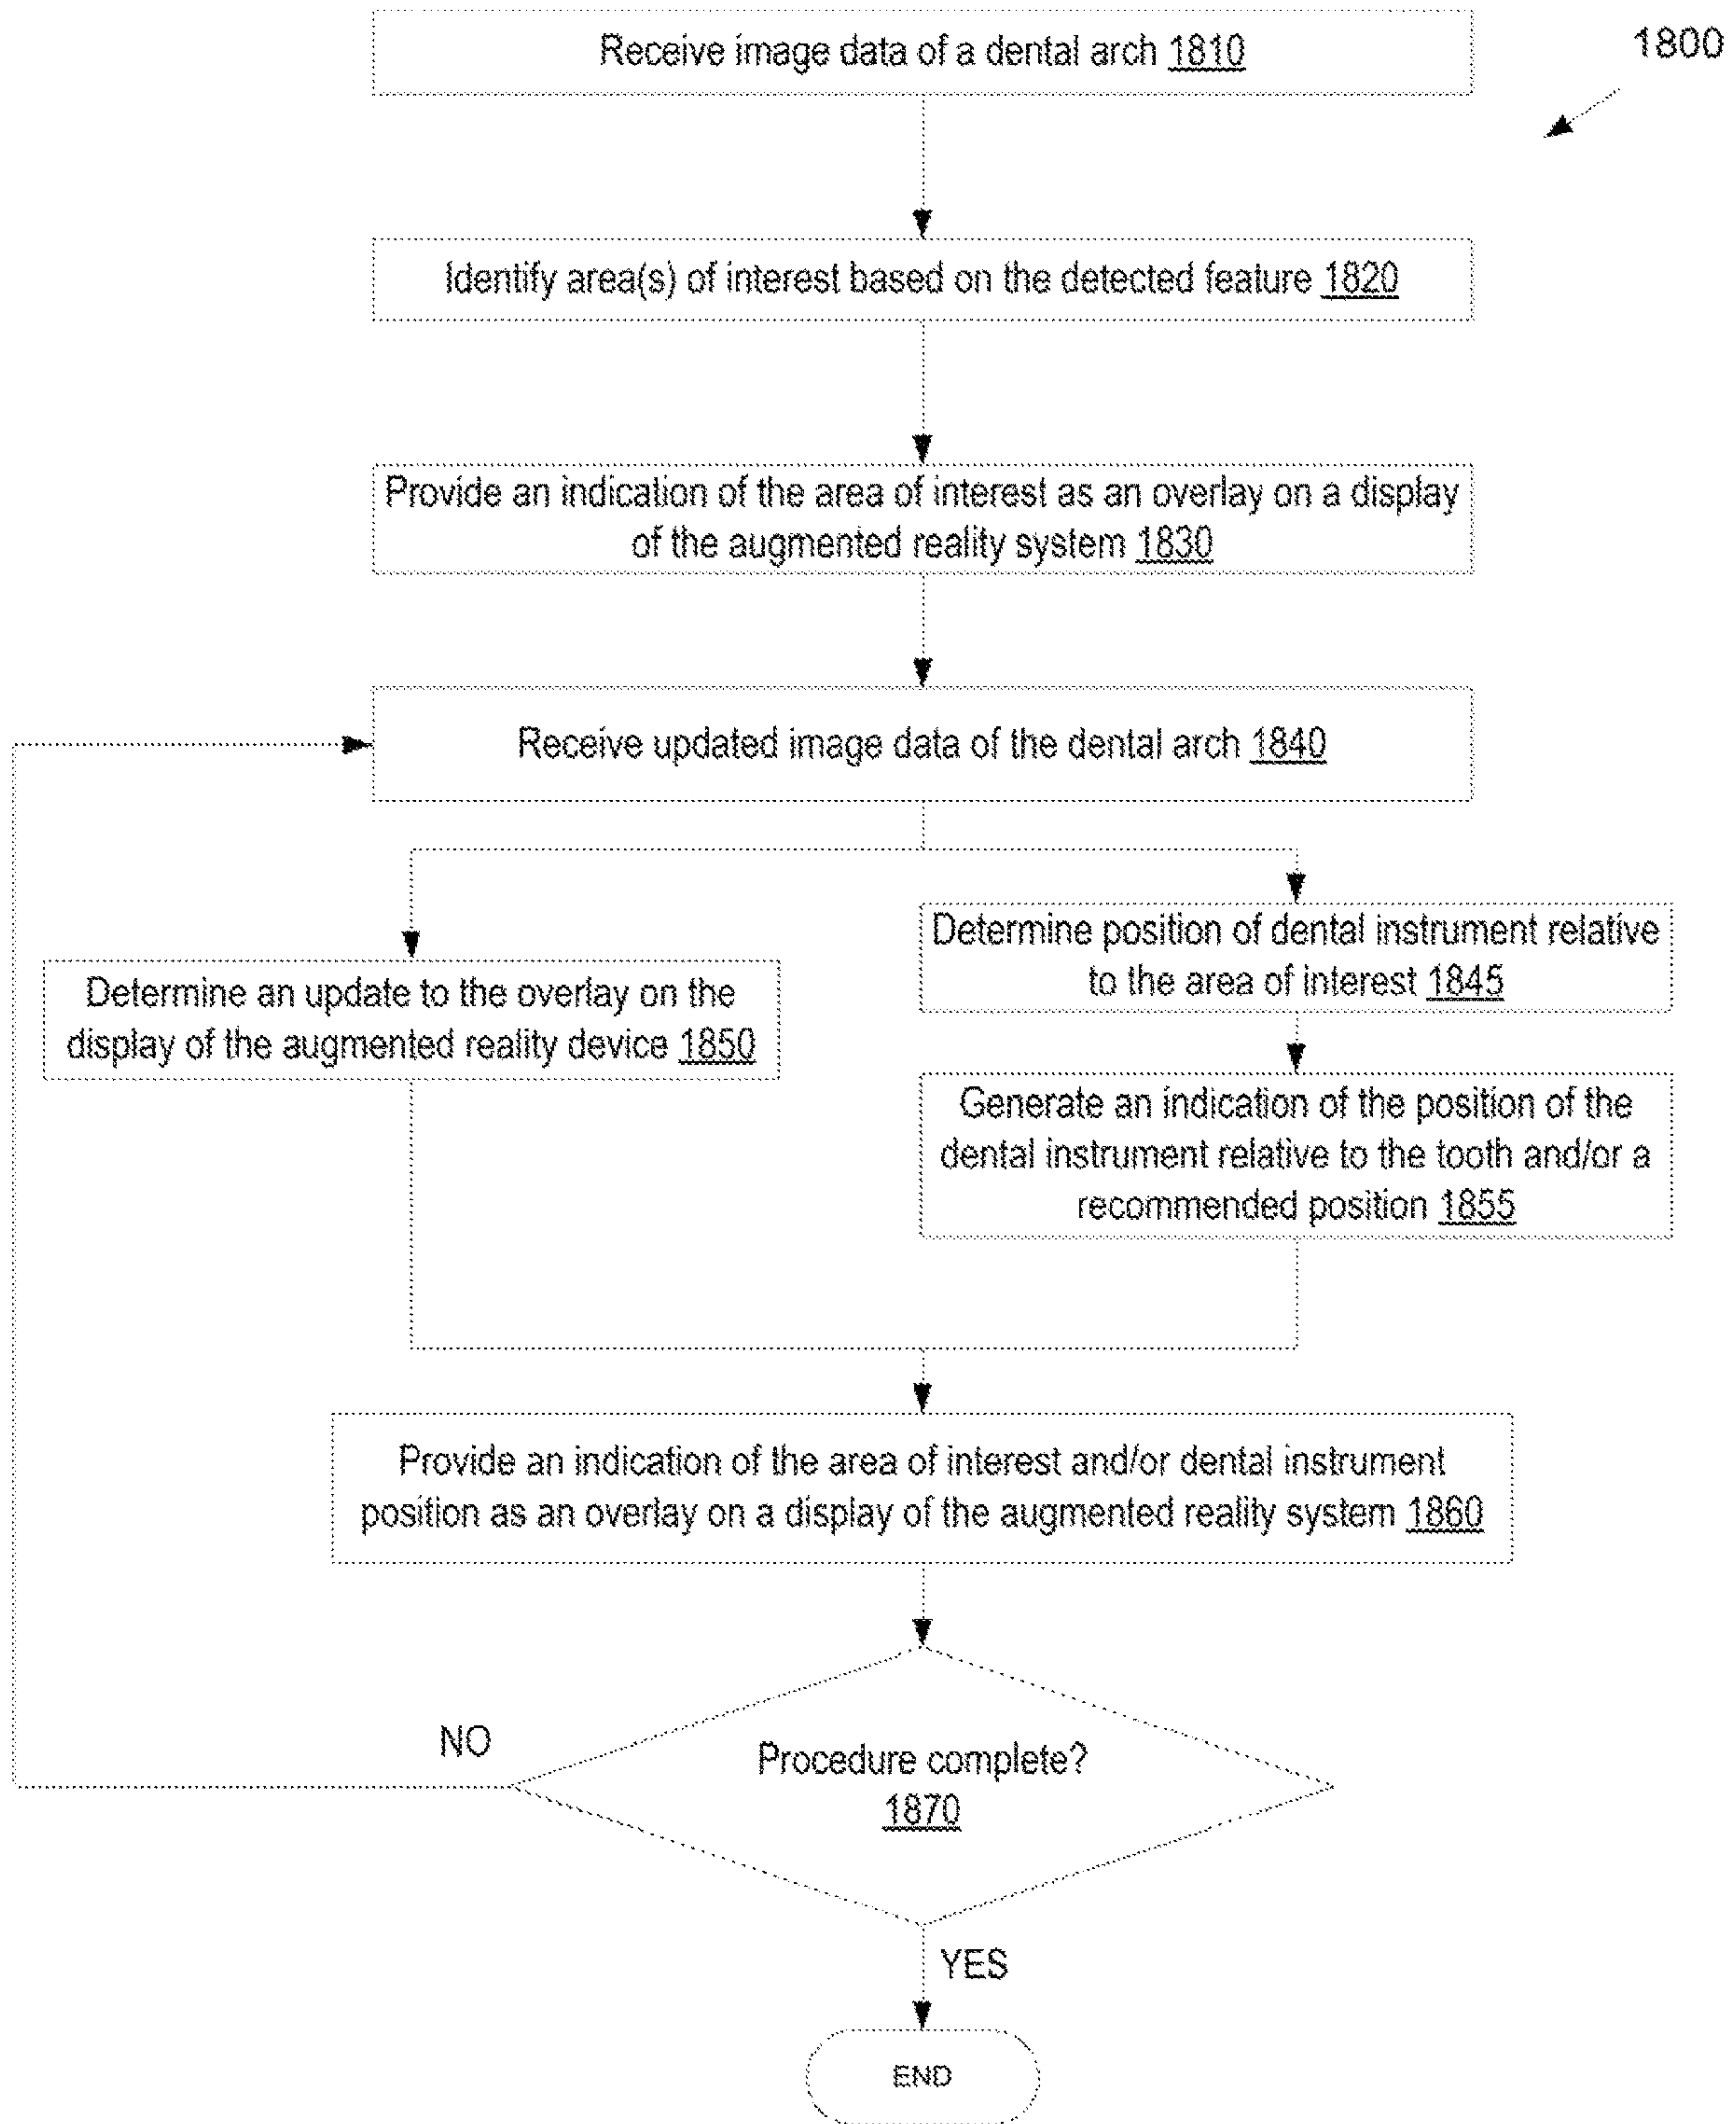 Receive image data of a dental arch 1810
1800
Identify area(s) of interest based on the detected feature 1820
Provide an indication of the area of interest as an overlay on a display
of the augmented reality system 1830
Receive updated image data of the dental arch 1840
Determine an update to the overlay on the
display of the augmented reality device 1850
Determine position of dental instrument relative
to the area of interest 1845
Generate an indication of the position of the
dental instrument relative to the tooth and/or a
recommended position 1855
Provide an indication of the area of interest and/or dental instrument
position as an overlay on a display of the augmented reality system 1860
NO
Procedure complete?
1870
YES
END